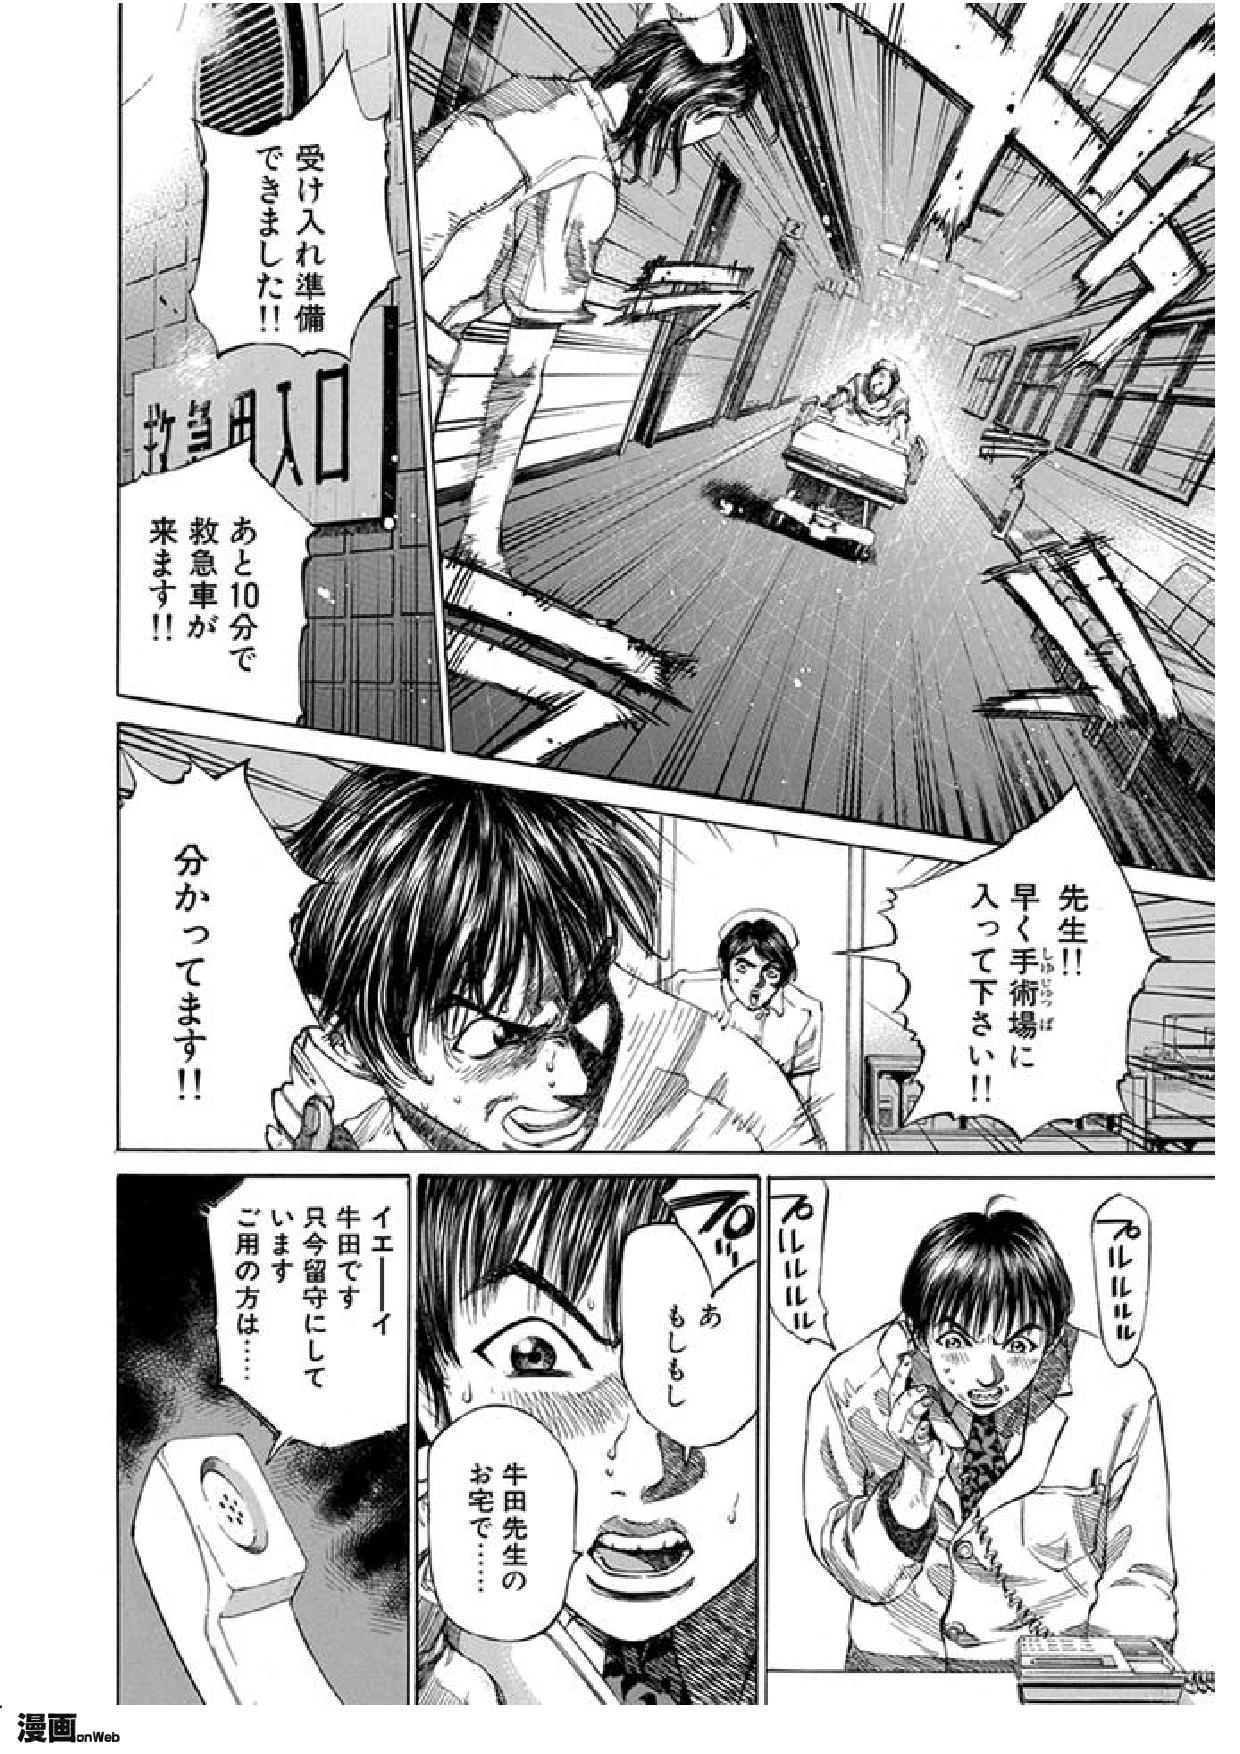 ガガガガ
受け入れ準備
できました!!
救急用入口
あと10分で
救急車が
来ます!!
先生!!
早く手術場に
しゅじゅつば
入って下さい!!
分かってます!!
プルルルル
プルルルル
プッ
あ
もしもし
牛田先生の
お宅で……
イエーーイ
牛田です
只今留守にして
います
ご用の方は……
漫画onWeb